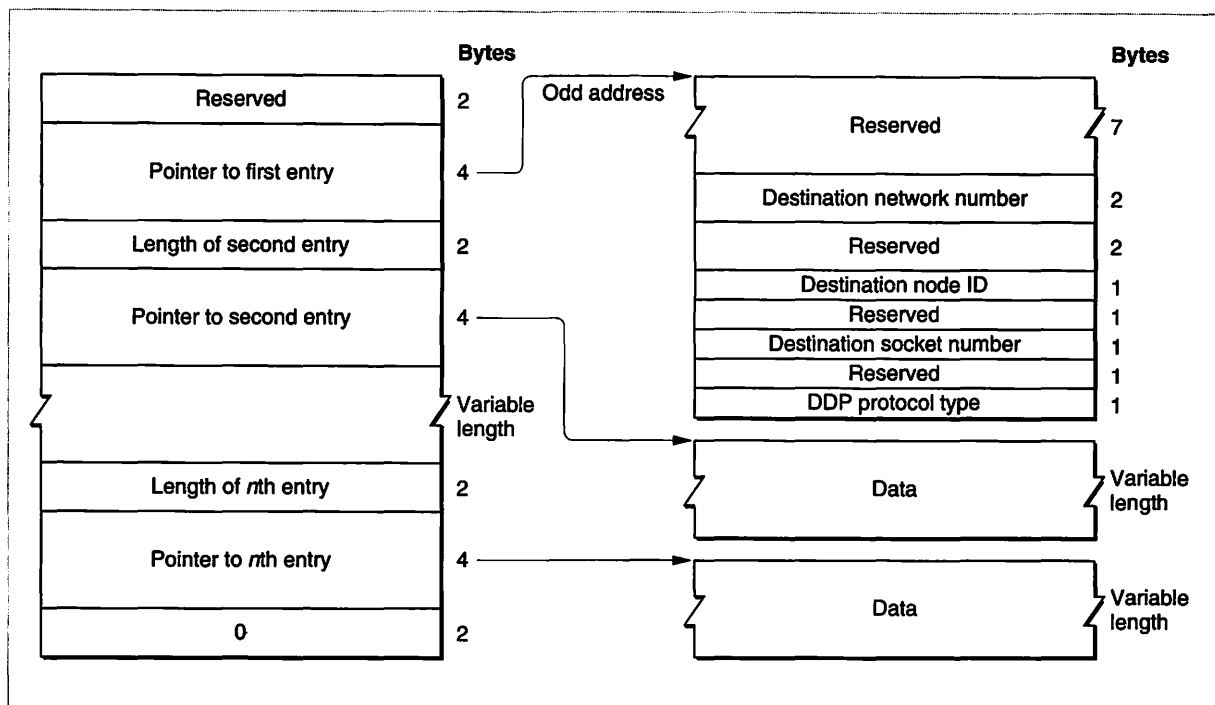 Bytes
Reserved
2
Pointer to first entry
4
Length of second entry
2
Pointer to second entry
4
Variable
length
Length of nth entry
2
Pointer to nth entry
4
0
2
Odd address
Bytes
Reserved
7
Destination network number
2
Reserved
2
Destination node ID
1
Reserved
1
Destination socket number
1
Reserved
1
DDP protocol type
1
Data
Variable
length
Data
Variable
length